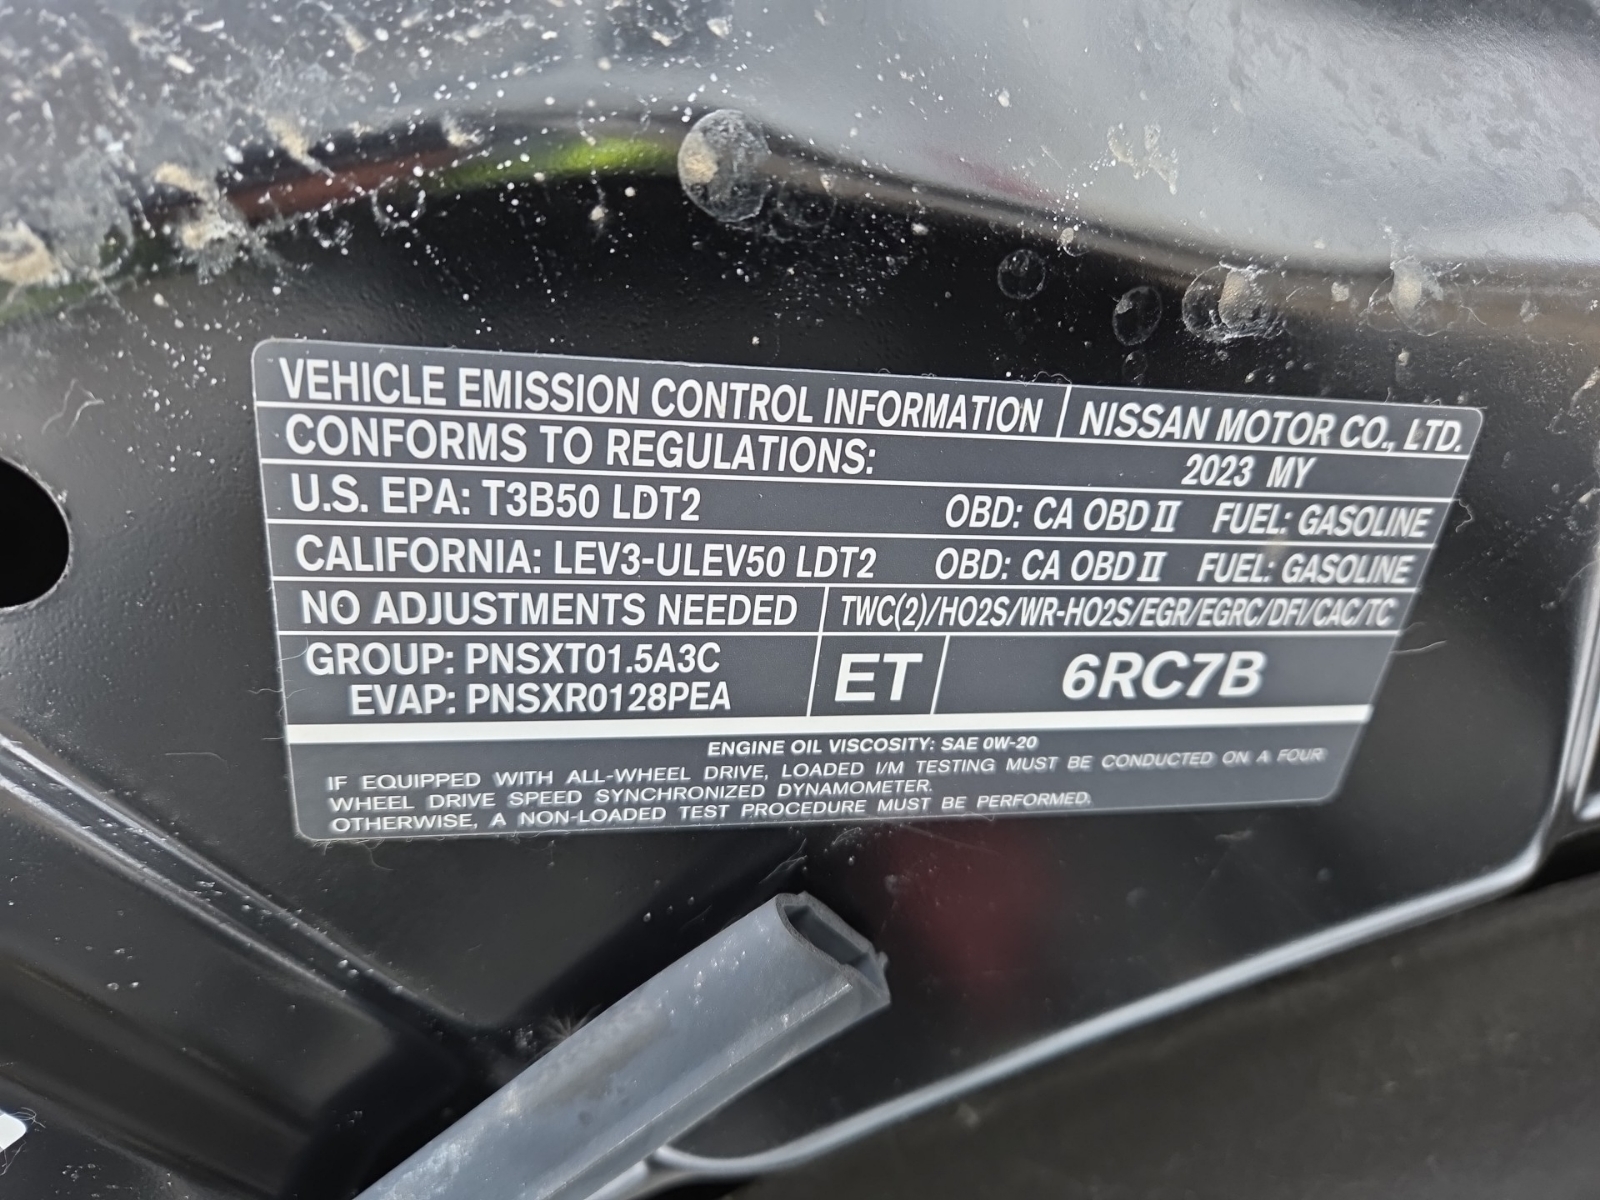 VEHICLE EMISSION CONTROL INFORMATION NISSAN MOTOR CO., LTD.
CONFORMS TO REGULATIONS: 2023 MY
U.S. EPA: T3B50 LDT2 OBD: CA OBD II FUEL: GASOLINE
CALIFORNIA: LEV3-ULEV50 LDT2 OBD: CA OBD II FUEL: GASOLINE
NO ADJUSTMENTS NEEDED TWC(2)/HO2S/WR-HO2S/EGR/EGRC/DFI/CAC/TC
GROUP: PNSXT01.5A3C
EVAP: PNSXR0128PEA
ET 6RC7B
ENGINE OIL VISCOSITY: SAE 0W-20
IF EQUIPPED WITH ALL-WHEEL DRIVE, LOADED I/M TESTING MUST BE CONDUCTED ON A FOUR
WHEEL DRIVE SPEED SYNCHRONIZED DYNAMOMETER.
OTHERWISE, A NON-LOADED TEST PROCEDURE MUST BE PERFORMED.